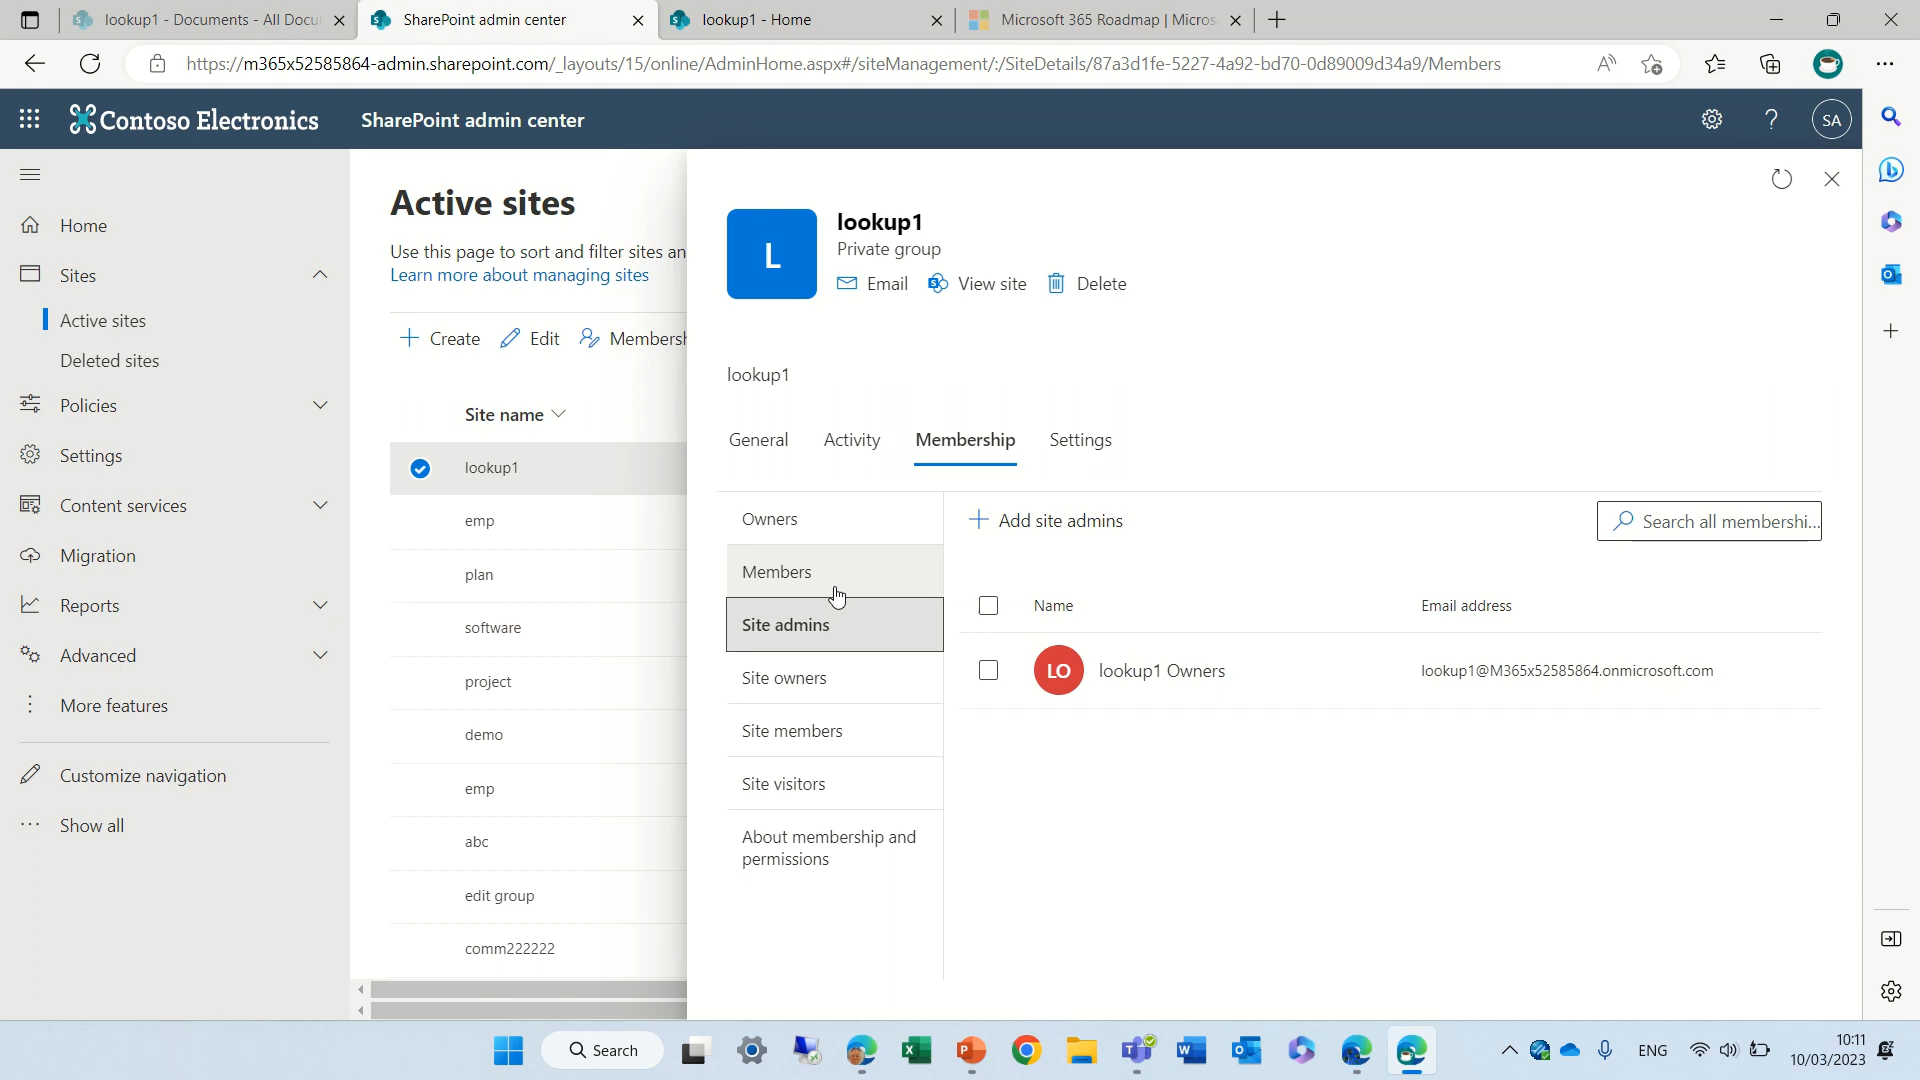 lookup1 - Documents - All Docu
SharePoint admin center
lookup1 - Home
Microsoft 365 Roadmap | Micros
https://m365x52585864-admin.sharepoint.com/_layouts/15/online/AdminHome.aspx#/siteManagement/:/SiteDetails/87a3d1fe-5227-4a92-bd70-0d89009d34a9/Members
Contoso Electronics
SharePoint admin center
SA
Home
Sites
Active sites
Deleted sites
Policies
Settings
Content services
Migration
Reports
Advanced
More features
Customize navigation
Show all
Active sites
Use this page to sort and filter sites an
Learn more about managing sites
Create
Edit
Membersh
Site name
lookup1
emp
plan
software
project
demo
emp
abc
edit group
comm222222
L
lookup1
Private group
Email
View site
Delete
lookup1
General
Activity
Membership
Settings
Owners
Members
Site admins
Site owners
Site members
Site visitors
About membership and
permissions
Add site admins
Search all membershi...
Name
Email address
LO
lookup1 Owners
lookup1@M365x52585864.onmicrosoft.com
Search
ENG
10:11
10/03/2023